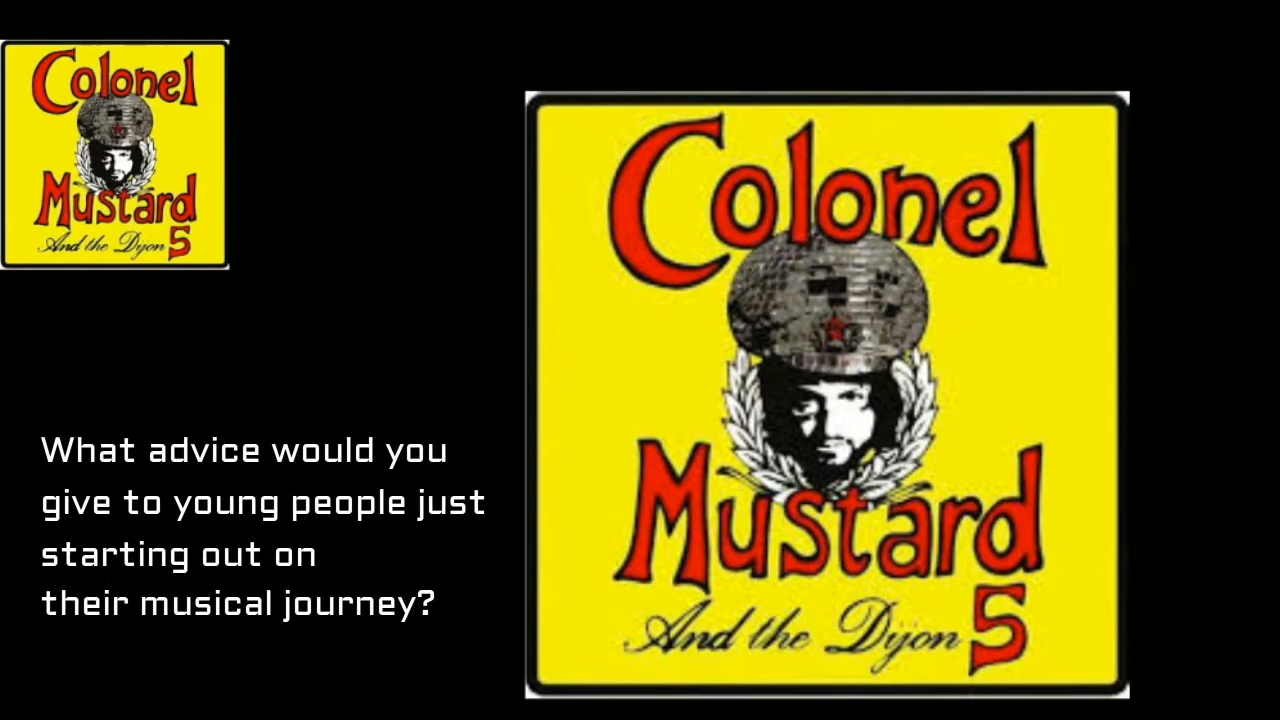 Colonel
Mustard
And the Dijon 5
What advice would you
give to young people just
starting out on
their musical journey?
Colonel
Mustard
And the Dijon 5